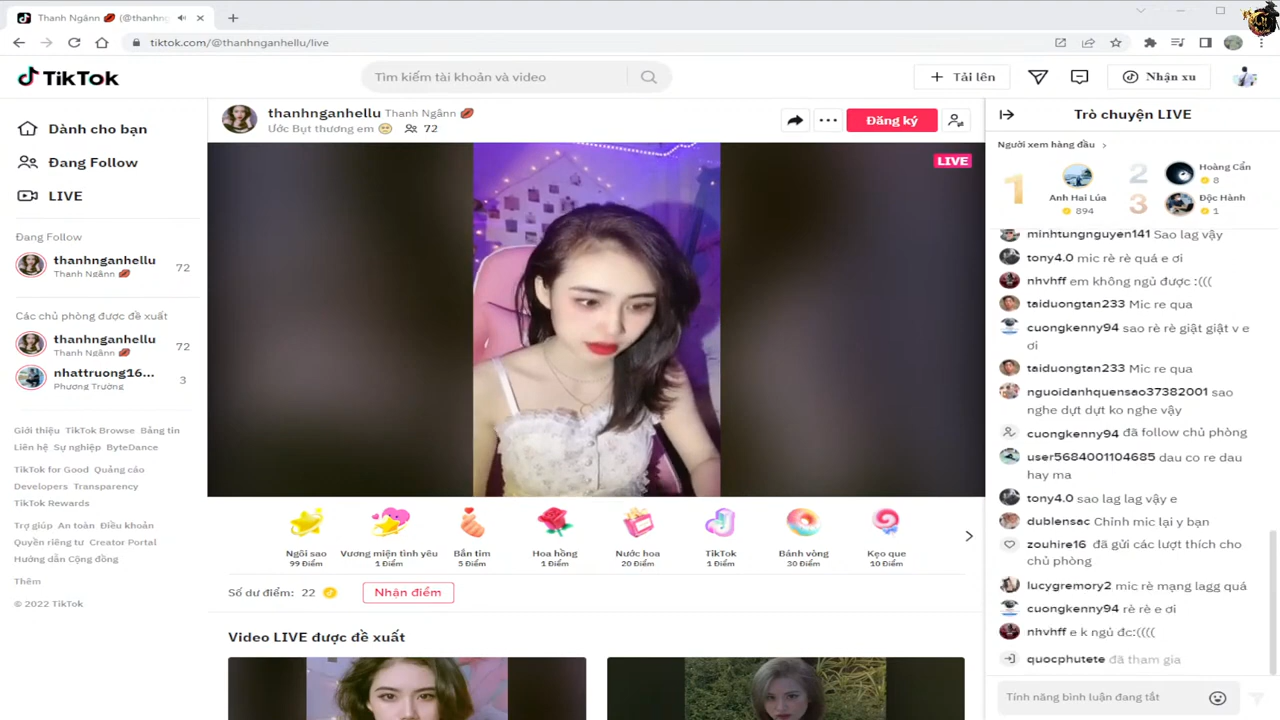 Thanh Ngânn 💋 (@thanhng
tiktok.com/@thanhnganhellu/live
TikTok
Tìm kiếm tài khoản và video
Tải lên
Nhận xu
Dành cho bạn
Đang Follow
LIVE
Đang Follow
thanhnganhellu
Thanh Ngânn 💋
72
Các chủ phòng được đề xuất
thanhnganhellu
Thanh Ngânn 💋
72
nhattruong16...
Phương Trường
3
Giới thiệu TikTok Browse Bảng tin
Liên hệ Sự nghiệp ByteDance
TikTok for Good Quảng cáo
Developers Transparency
TikTok Rewards
Trợ giúp An toàn Điều khoản
Quyền riêng tư Creator Portal
Hướng dẫn Cộng đồng
Thêm
© 2022 TikTok
thanhnganhellu Thanh Ngânn 💋
Ước Bụt thương em 🥺 72
Đăng ký
LIVE
Ngôi sao
99 Điểm
Vương miện tình yêu
1 Điểm
Bắn tim
5 Điểm
Hoa hồng
1 Điểm
Nước hoa
20 Điểm
TikTok
1 Điểm
Bánh vòng
30 Điểm
Kẹo que
10 Điểm
Số dư điểm: 22
Nhận điểm
Video LIVE được đề xuất
Trò chuyện LIVE
Người xem hàng đầu
1
Anh Hai Lúa
894
2
Hoàng Cẩn
8
3
Độc Hành
1
minhtungnguyen141 Sao lag vậy
tony4.0 mic rè rè quá e ơi
nhvhff em không ngủ được :(((
taiduongtan233 Mic re qua
cuongkenny94 sao rè rè giật giật v e
ơi
taiduongtan233 Mic re qua
nguoidanhquensao37382001 sao
nghe dựt dựt ko nghe vậy
cuongkenny94 đã follow chủ phòng
user5684001104685 dau co re dau
hay ma
tony4.0 sao lag lag vậy e
dublensac Chỉnh mic lại y bạn
zouhire16 đã gửi các lượt thích cho
chủ phòng
lucygremory2 mic rè mạng lagg quá
cuongkenny94 rè rè e ơi
nhvhff e k ngủ đc:((((
quocphutete đã tham gia
Tính năng bình luận đang tắt